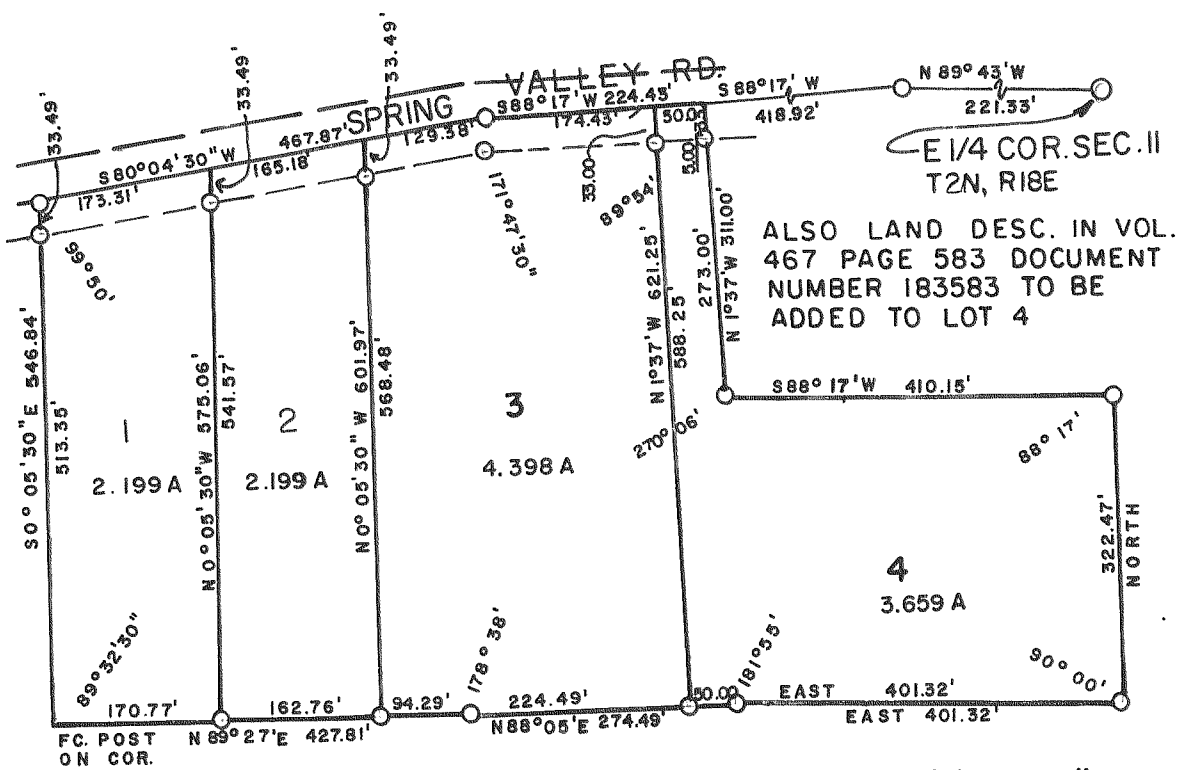 33.49'
33.49'
33.49'
SPRING VALLEY RD.
S80°04'30"W 467.87'
173.31'
165.18'
129.38'
S88°17'W 224.43'
174.43'
50.00
S88°17'W
418.92'
N 89°43'W
221.33'
E 1/4 COR. SEC. 11
T2N, R18E
33.00
5.00
99°50'
171°47'30"
89°54'
ALSO LAND DESC. IN VOL.
467 PAGE 583 DOCUMENT
NUMBER 183583 TO BE
ADDED TO LOT 4
S0°05'30"E 546.84'
513.35'
N0°05'30"W 575.06'
541.57'
N0°05'30"W 601.97'
568.48'
N1°37'W 621.25'
588.25'
273.00'
N1°37'W 311.00'
S88°17'W 410.15'
1
2.199 A
2
2.199 A
3
4.398 A
270°06'
88°17'
322.47'
NORTH
4
3.659 A
89°32'30"
178°38'
181°55'
90°00'
170.77'
162.76'
94.29'
224.49'
50.00
EAST 401.32'
EAST 401.32'
FC. POST
ON COR.
N 89°27'E 427.81'
N88°05'E 274.49'